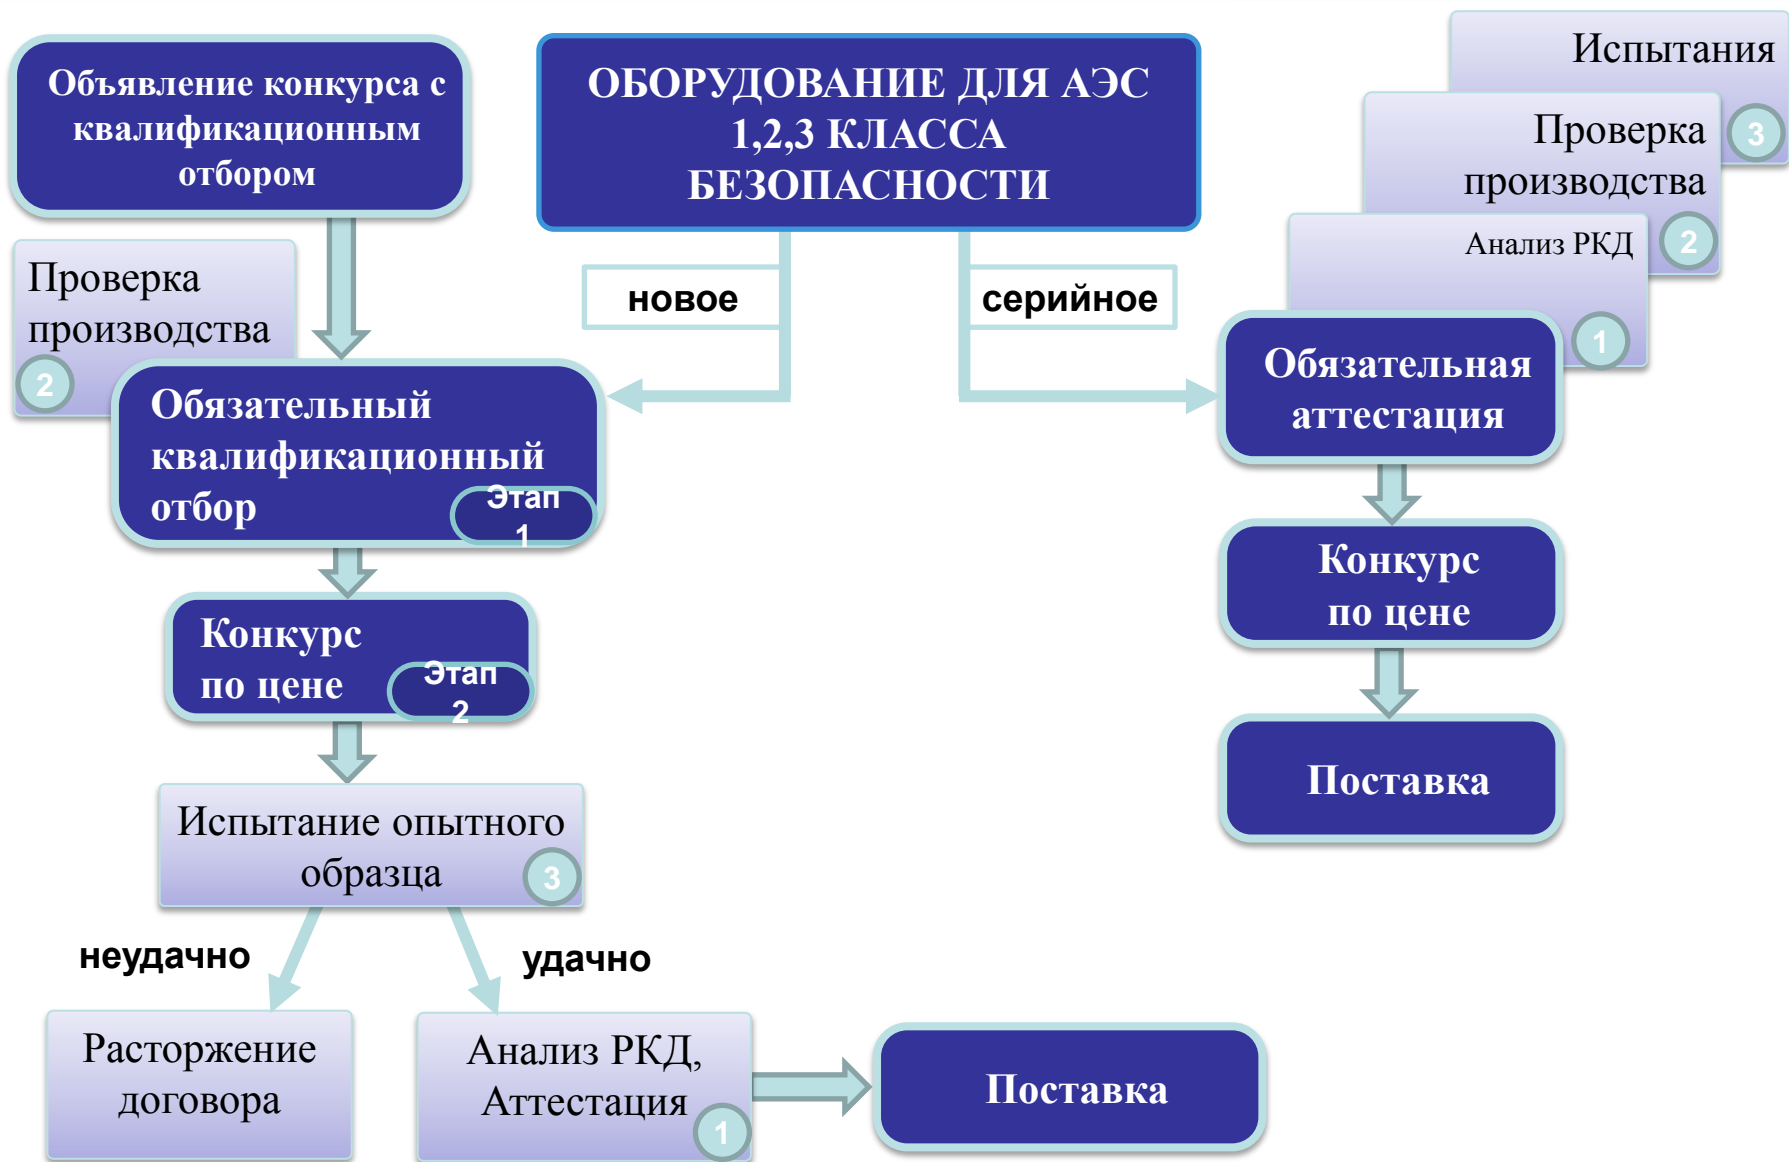 Объявление конкурса с
квалификационным
отбором
ОБОРУДОВАНИЕ ДЛЯ АЭС
1,2,3 КЛАССА
БЕЗОПАСНОСТИ
Испытания
3
Проверка
производства
2
Анализ РКД
1
Проверка
производства
2
новое
серийное
Обязательный
квалификационный
отбор
Этап
1
Обязательная
аттестация
Конкурс
по цене
Этап
2
Конкурс
по цене
Поставка
Испытание опытного
образца
3
неудачно
удачно
Расторжение
договора
Анализ РКД,
Аттестация
1
Поставка